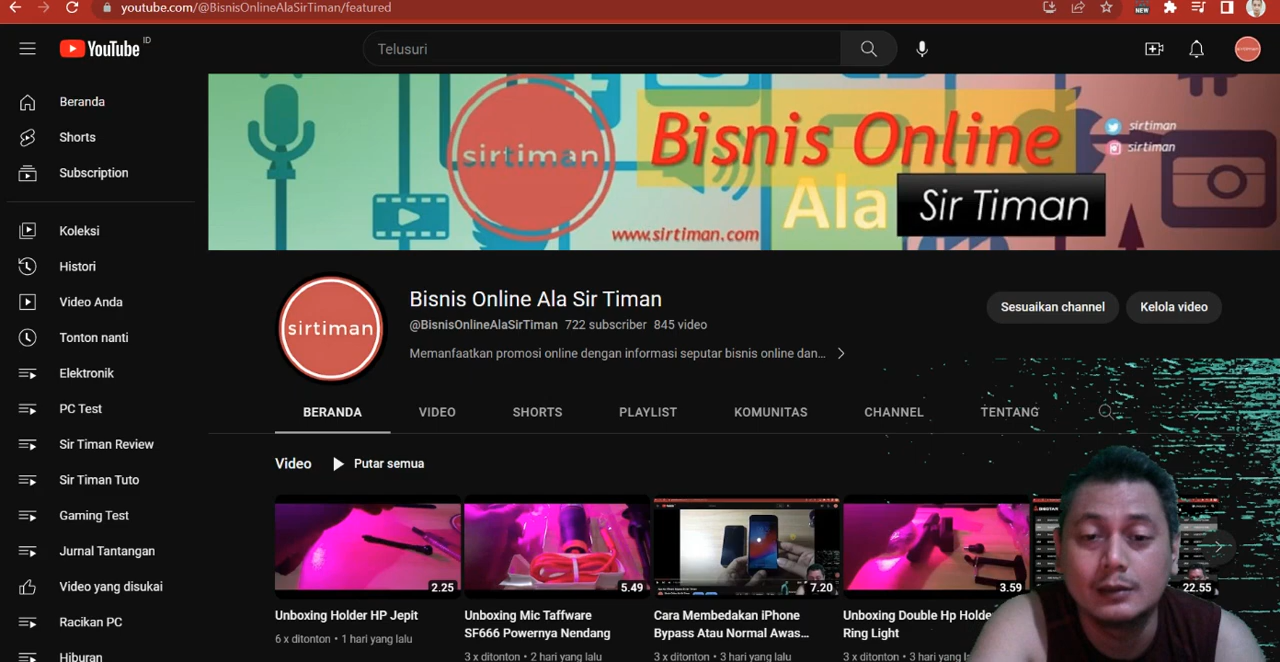 youtube.com/@BisnisOnlineAlaSirTiman/featured
NEW
YouTube ID
Telusuri
Beranda
Shorts
Subscription
Koleksi
Histori
Video Anda
Tonton nanti
Elektronik
PC Test
Sir Timan Review
Sir Timan Tuto
Gaming Test
Jurnal Tantangan
Video yang disukai
Racikan PC
Hiburan
sirtiman
Bisnis Online
Ala Sir Timan
www.sirtiman.com
sirtiman
sirtiman
sirtiman
Bisnis Online Ala Sir Timan
@BisnisOnlineAlaSirTiman 722 subscriber 845 video
Memanfaatkan promosi online dengan informasi seputar bisnis online dan...
Sesuaikan channel
Kelola video
BERANDA VIDEO SHORTS PLAYLIST KOMUNITAS CHANNEL TENTANG
Video Putar semua
2.25
5.49
7.20
3.59
22.55
Unboxing Holder HP Jepit
6 x ditonton • 1 hari yang lalu
Unboxing Mic Taffware
SF666 Powernya Nendang
3 x ditonton • 2 hari yang lalu
Cara Membedakan iPhone
Bypass Atau Normal Awas...
3 x ditonton • 3 hari yang lalu
Unboxing Double Hp Holde
Ring Light
3 x ditonton • 3 hari yang lalu